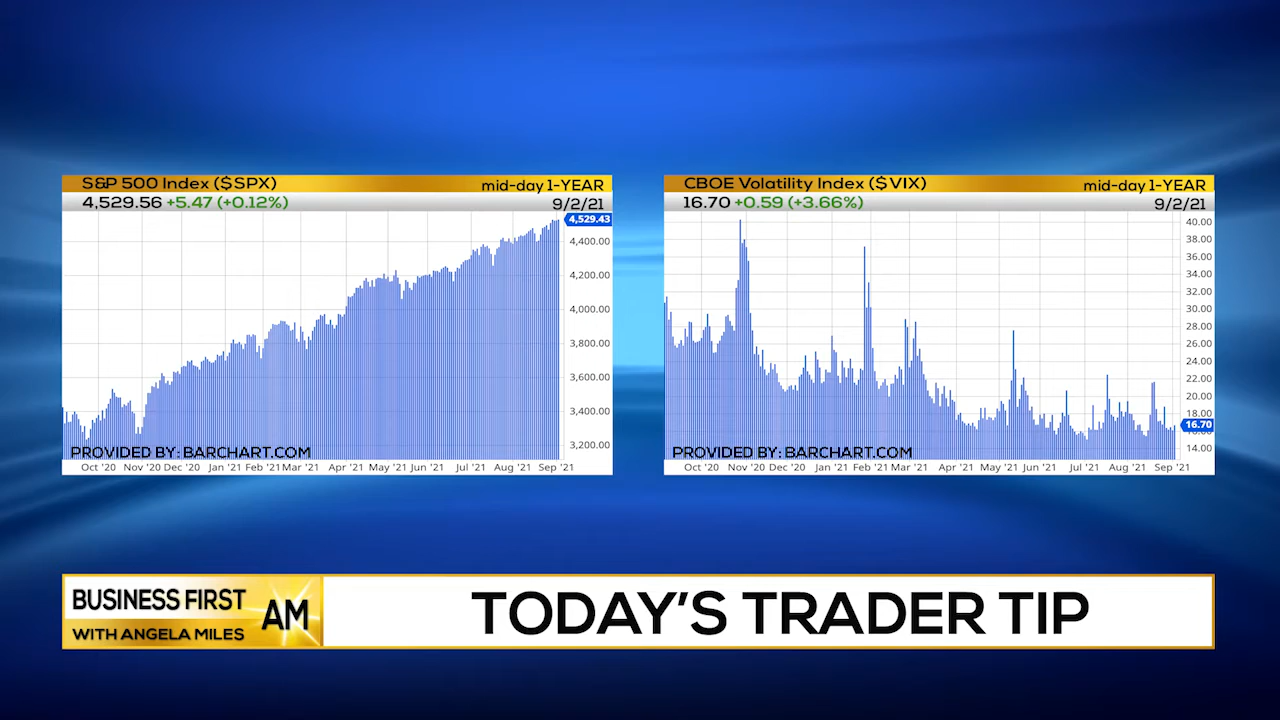 S&P 500 Index ($SPX) mid-day 1-YEAR
4,529.56 +5.47 (+0.12%) 9/2/21
4,529.43
4,400.00
4,200.00
4,000.00
3,800.00
3,600.00
3,400.00
3,200.00
PROVIDED BY: BARCHART.COM
Oct '20 Nov '20 Dec '20 Jan '21 Feb '21 Mar '21 Apr '21 May '21 Jun '21 Jul '21 Aug '21 Sep '21
CBOE Volatility Index ($VIX) mid-day 1-YEAR
16.70 +0.59 (+3.66%) 9/2/21
40.00
38.00
36.00
34.00
32.00
30.00
28.00
26.00
24.00
22.00
20.00
18.00
16.70
14.00
PROVIDED BY: BARCHART.COM
Oct '20 Nov '20 Dec '20 Jan '21 Feb '21 Mar '21 Apr '21 May '21 Jun '21 Jul '21 Aug '21 Sep '21
BUSINESS FIRST AM
WITH ANGELA MILES
TODAY'S TRADER TIP